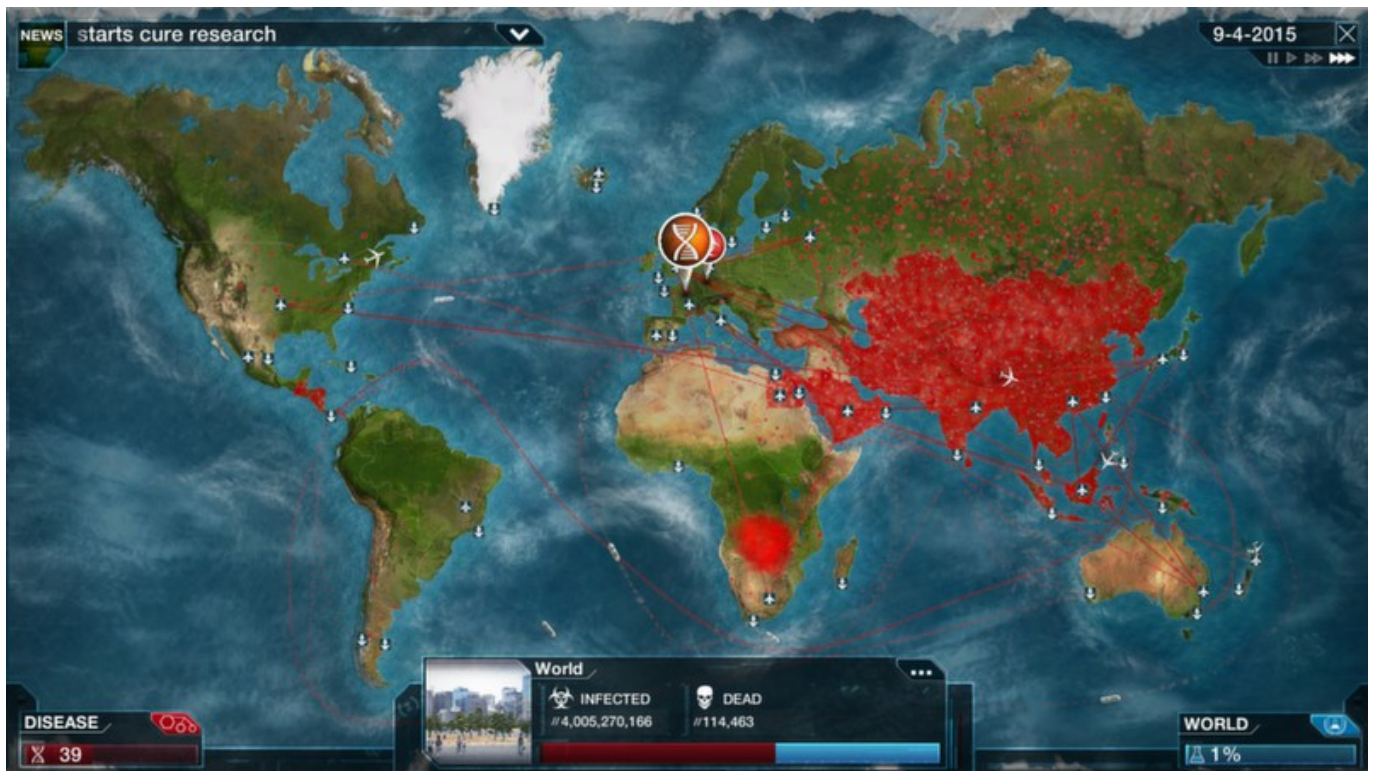 NEWS starts cure research
9-4-2015
World
INFECTED DEAD
//4,005,270,166 //114,463
DISEASE
39
WORLD
1%